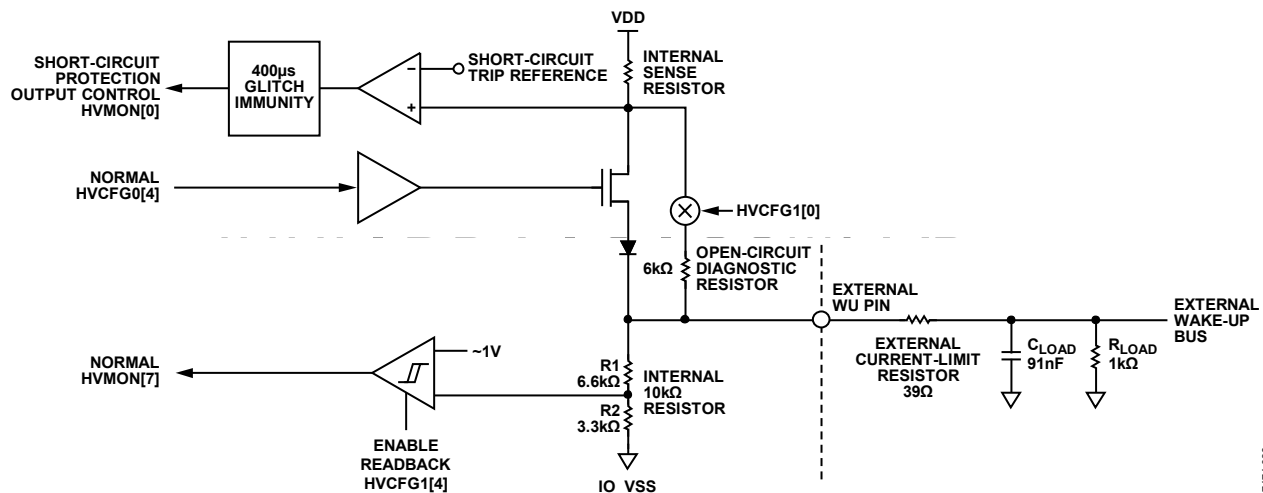 VDD
SHORT-CIRCUIT
PROTECTION
OUTPUT CONTROL
HVMON[0]
400µs
GLITCH
IMMUNITY
–
+
SHORT-CIRCUIT
TRIP REFERENCE
INTERNAL
SENSE
RESISTOR
NORMAL
HVCFG0[4]
HVCFG1[0]
6kΩ
OPEN-CIRCUIT
DIAGNOSTIC
RESISTOR
EXTERNAL
WU PIN
EXTERNAL
WAKE-UP
BUS
EXTERNAL
CURRENT-LIMIT
RESISTOR
39Ω
CLOAD
91nF
RLOAD
1kΩ
NORMAL
HVMON[7]
~1V
R1
6.6kΩ
R2
3.3kΩ
INTERNAL
10kΩ
RESISTOR
ENABLE
READBACK
HVCFG1[4]
IO_VSS